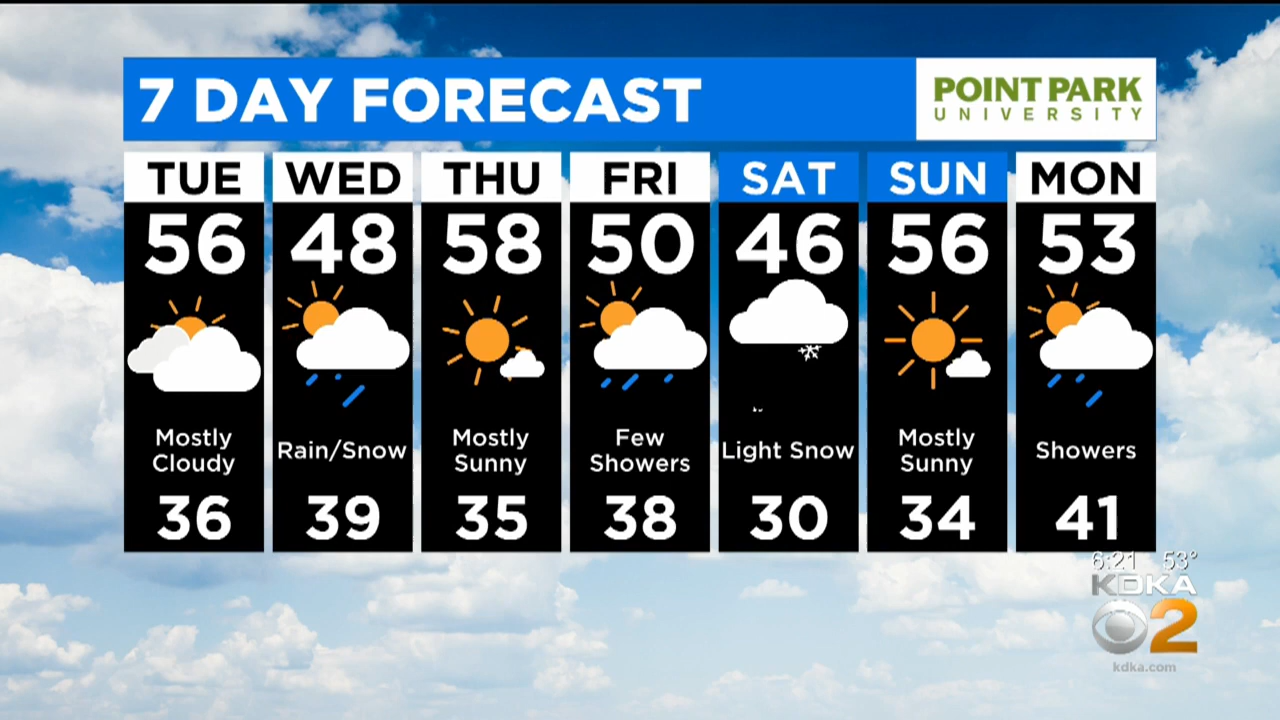 7 DAY FORECAST
POINT PARK
UNIVERSITY
TUE WED THU FRI SAT SUN MON
56 48 58 50 46 56 53
Mostly Cloudy Rain/Snow Mostly Sunny Few Showers Light Snow Mostly Sunny Showers
36 39 35 38 30 34 41
6:21 53°
KDKA
2
kdka.com